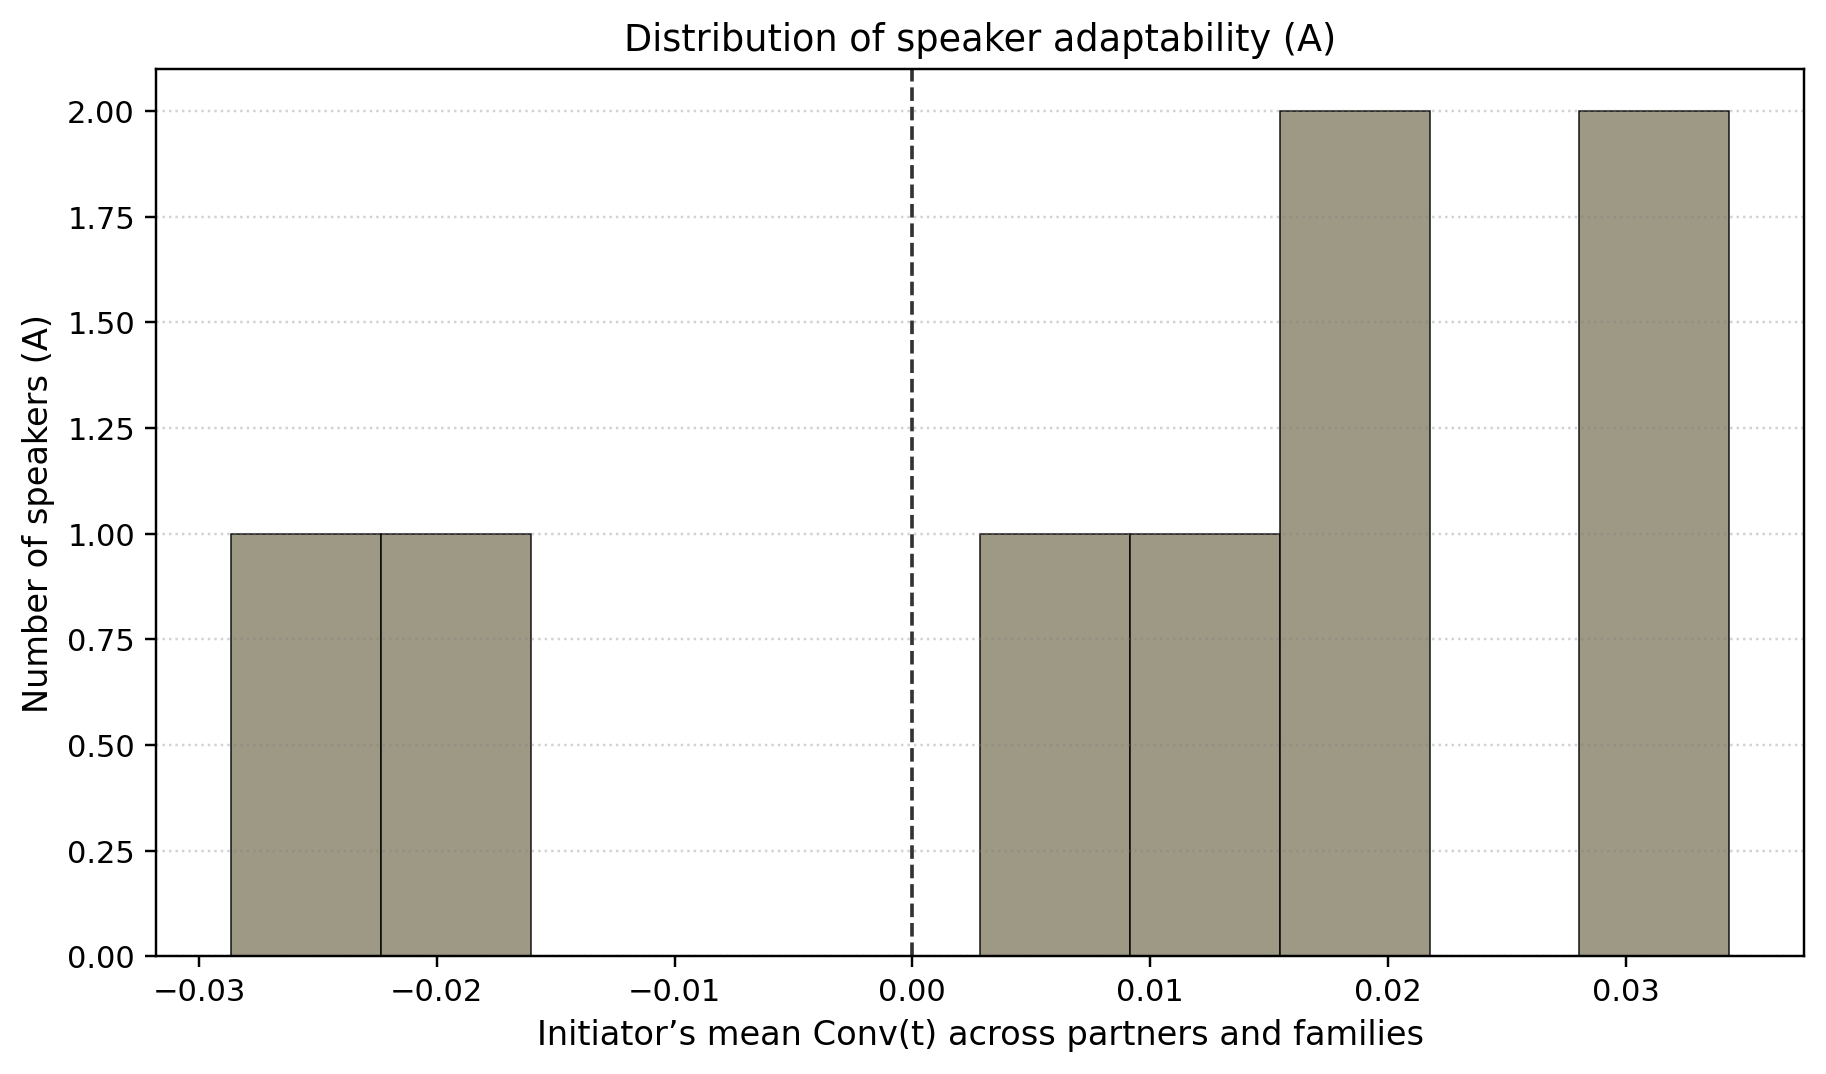 Distribution of speaker adaptability (A)
Number of speakers (A)
2.00
1.75
1.50
1.25
1.00
0.75
0.50
0.25
0.00
−0.03 −0.02 −0.01 0.00 0.01 0.02 0.03
Initiator’s mean Conv(t) across partners and families